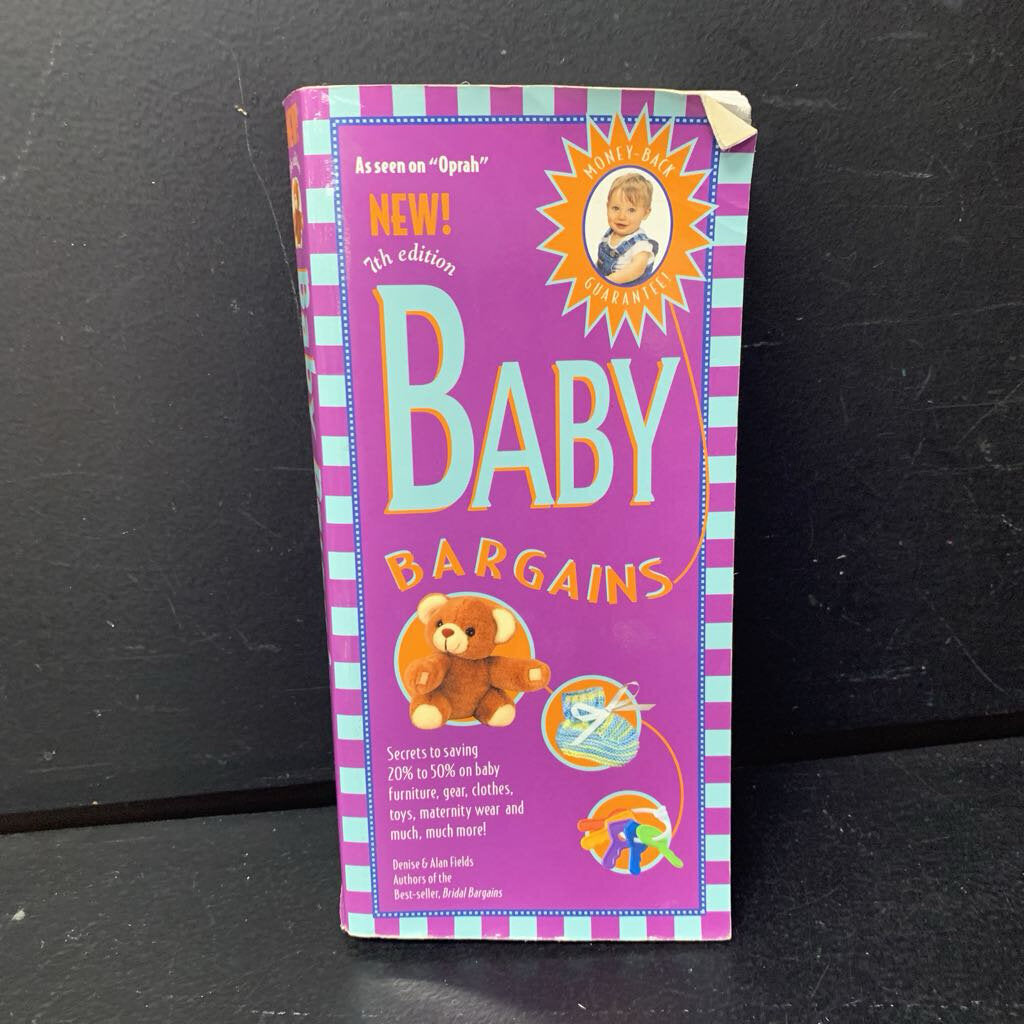 As seen on "Oprah"
NEW!
7th edition
MONEY-BACK
GUARANTEE!
BABY
BARGAINS
Secrets to saving
20% to 50% on baby
furniture, gear, clothes,
toys, maternity wear and
much, much more!
Denise & Alan Fields
Authors of the
Best-seller, Bridal Bargains